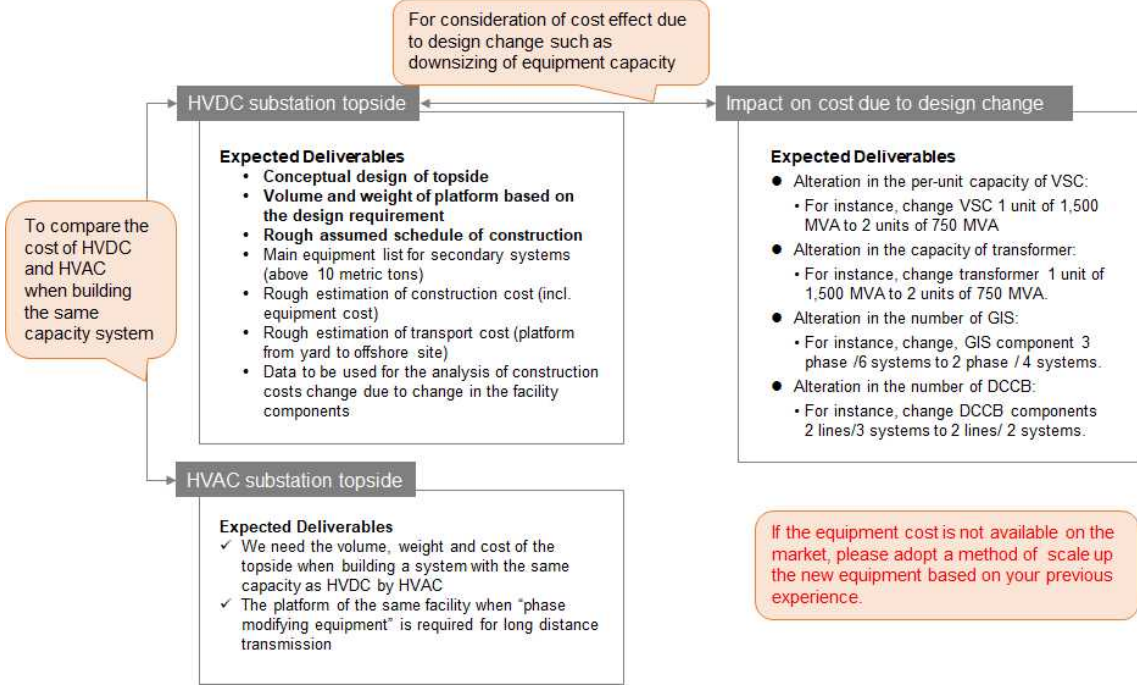 For consideration of cost effect due
to design change such as
downsizing of equipment capacity
HVDC substation topside
Impact on cost due to design change
Expected Deliverables
• Conceptual design of topside
• Volume and weight of platform based on
the design requirement
• Rough assumed schedule of construction
• Main equipment list for secondary systems
(above 10 metric tons)
• Rough estimation of construction cost (incl.
equipment cost)
• Rough estimation of transport cost (platform
from yard to offshore site)
• Data to be used for the analysis of construction
costs change due to change in the facility
components
Expected Deliverables
● Alteration in the per-unit capacity of VSC:
• For instance, change VSC 1 unit of 1,500
MVA to 2 units of 750 MVA
● Alteration in the capacity of transformer:
• For instance, change transformer 1 unit of
1,500 MVA to 2 units of 750 MVA.
● Alteration in the number of GIS:
• For instance, change, GIS component 3
phase /6 systems to 2 phase / 4 systems.
● Alteration in the number of DCCB:
• For instance, change DCCB components
2 lines/3 systems to 2 lines/ 2 systems.
To compare the
cost of HVDC
and HVAC
when building
the same
capacity system
HVAC substation topside
Expected Deliverables
✓ We need the volume, weight and cost of the
topside when building a system with the same
capacity as HVDC by HVAC
✓ The platform of the same facility when “phase
modifying equipment” is required for long distance
transmission
If the equipment cost is not available on the
market, please adopt a method of scale up
the new equipment based on your previous
experience.